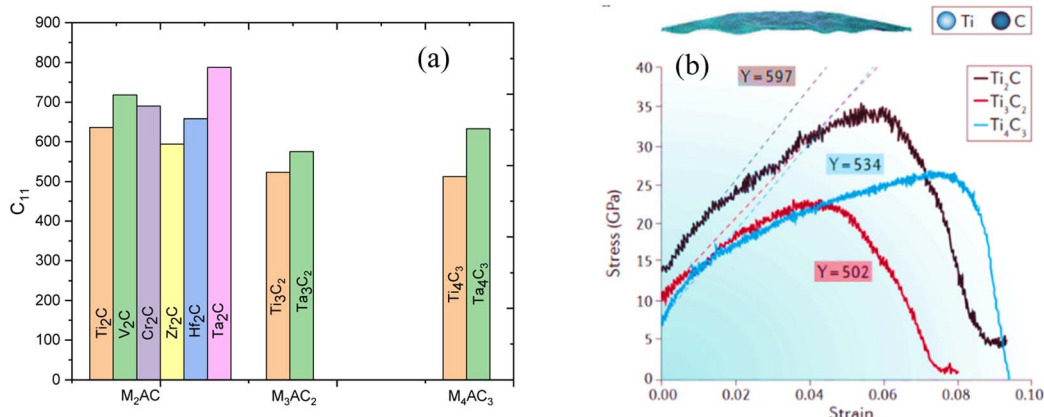 (a)
C11
900
800
700
600
500
400
300
200
100
0
Ti2C
V2C
Cr2C
Zr2C
Hf2C
Ta2C
Ti3C2
Ta3C2
Ti4C3
Ta4C3
M2AC
M3AC2
M4AC3
Ti C
(b)
Y = 597
Ti2C
Ti3C2
Ti4C3
Y = 534
Y = 502
Stress (GPa)
40
35
30
25
20
15
10
5
0
0.00 0.02 0.04 0.06 0.08 0.10
Strain